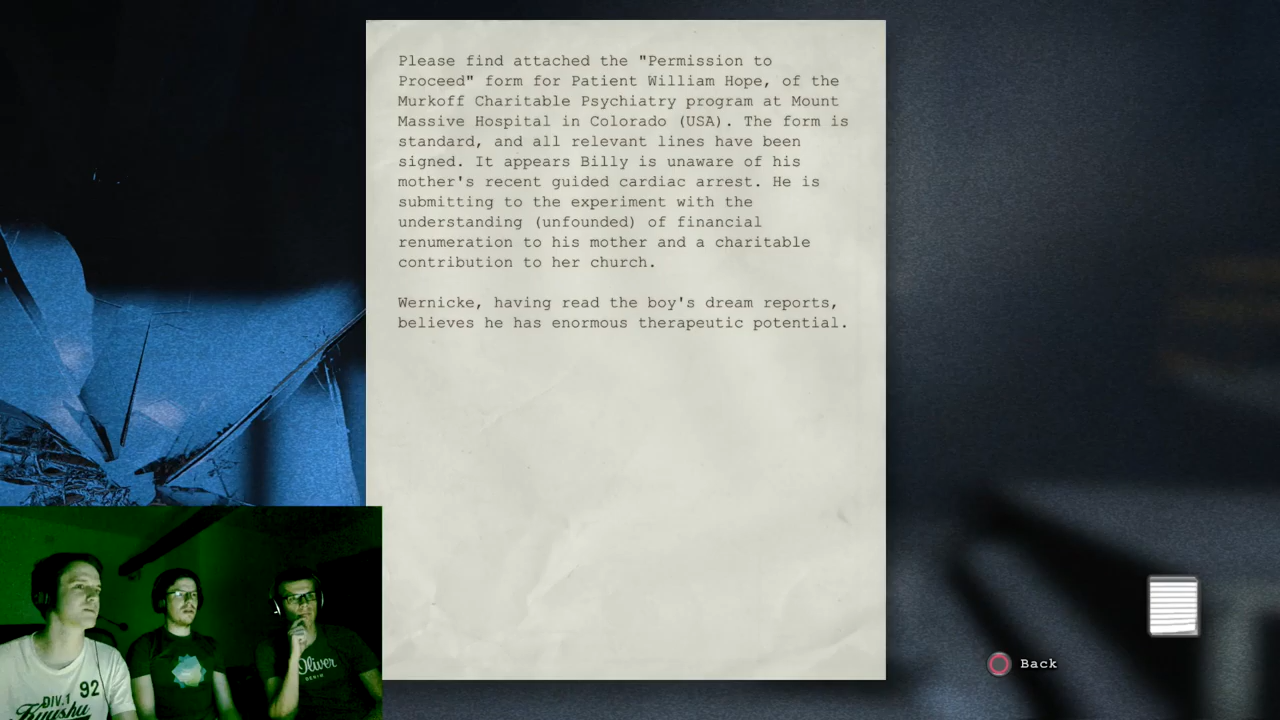 Please find attached the "Permission to
Proceed" form for Patient William Hope, of the
Murkoff Charitable Psychiatry program at Mount
Massive Hospital in Colorado (USA). The form is
standard, and all relevant lines have been
signed. It appears Billy is unaware of his
mother's recent guided cardiac arrest. He is
submitting to the experiment with the
understanding (unfounded) of financial
renumeration to his mother and a charitable
contribution to her church.
Wernicke, having read the boy's dream reports,
believes he has enormous therapeutic potential.
Back
DIV.1 92
Kyushu
Oliver
DENIM